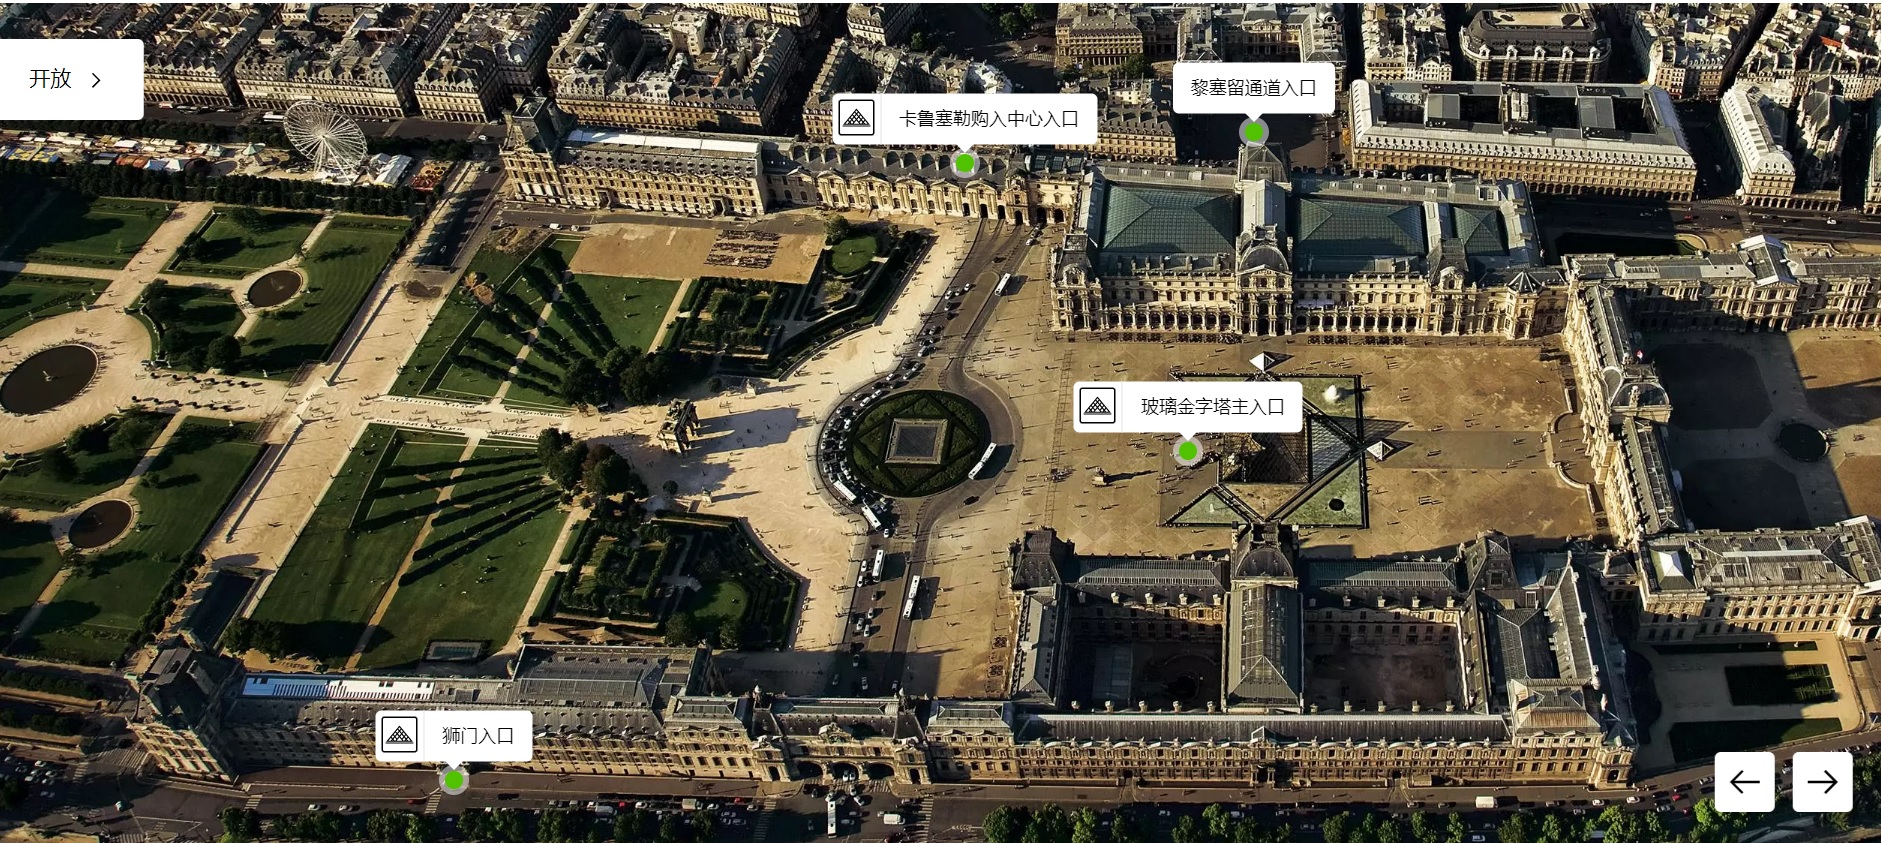 开放
黎塞留通道入口
卡鲁塞勒购入中心入口
玻璃金字塔主入口
狮门入口